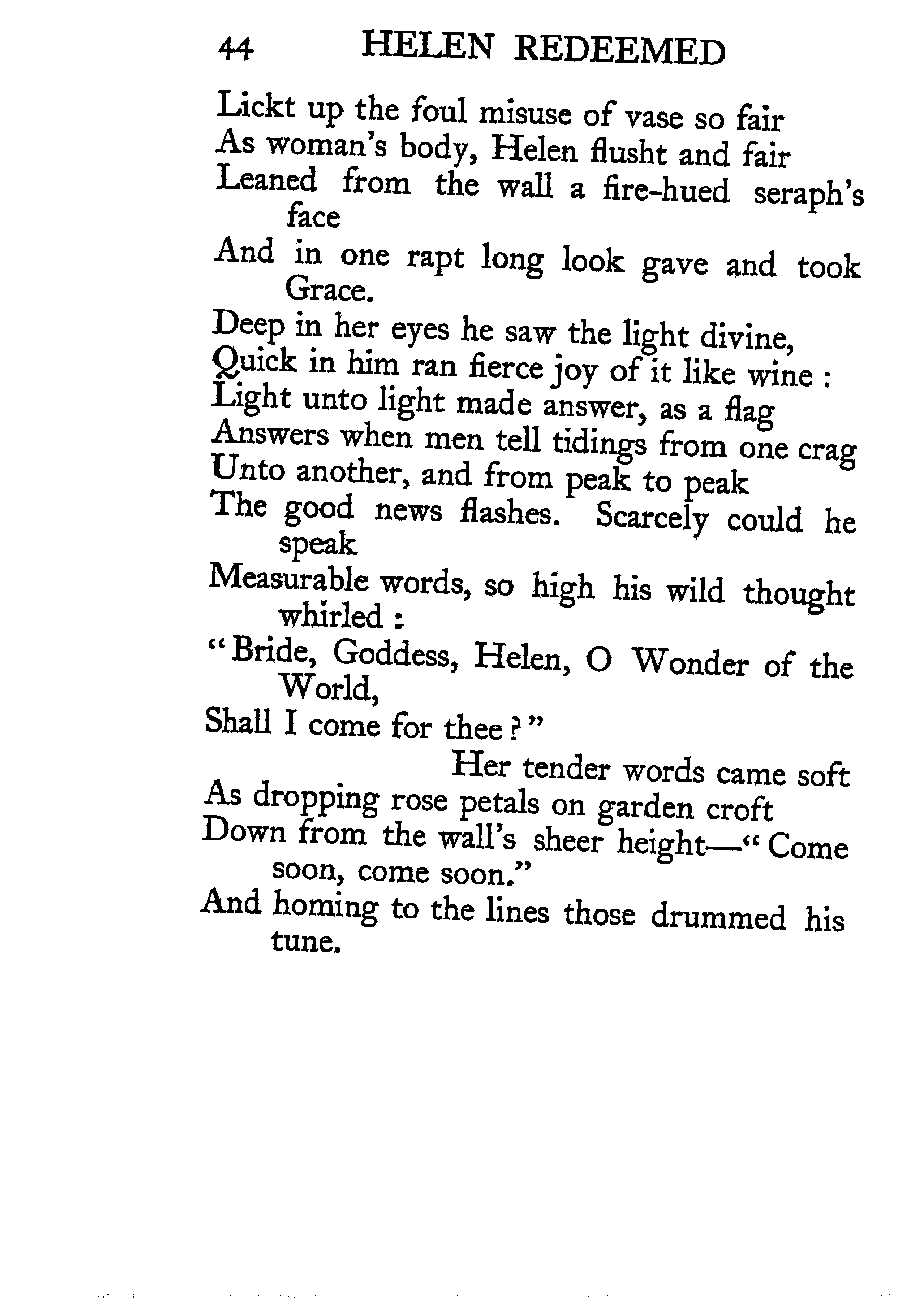 44 HELEN REDEEMED
Lickt up the foul misuse of vase so fair
As woman's body, Helen flusht and fair
Leaned from the wall a fire-hued seraph's
face
And in one rapt long look gave and took
Grace.
Deep in her eyes he saw the light divine,
Quick in him ran fierce joy of it like wine :
Light unto light made answer, as a flag
Answers when men tell tidings from one crag
Unto another, and from peak to peak
The good news flashes. Scarcely could he
speak
Measurable words, so high his wild thought
whirled :
“Bride, Goddess, Helen, O Wonder of the
World,
Shall I come for thee ? ”
Her tender words came soft
As dropping rose petals on garden croft
Down from the wall's sheer height—“ Come
soon, come soon.”
And homing to the lines those drummed his
tune.